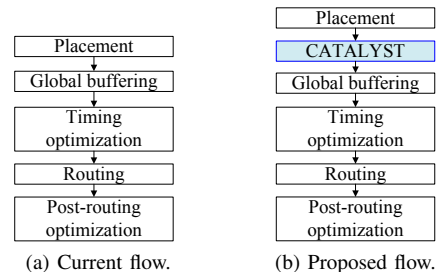 Placement
Global buffering
Timing
optimization
Routing
Post-routing
optimization
(a) Current flow.
Placement
CATALYST
Global buffering
Timing
optimization
Routing
Post-routing
optimization
(b) Proposed flow.